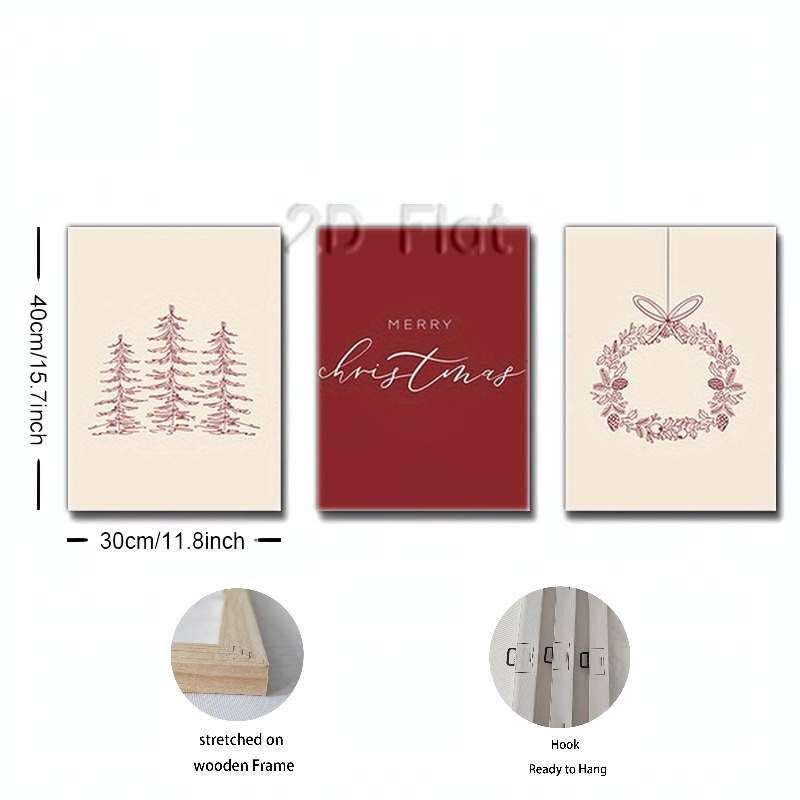 2D Flat
MERRY
christmas
40cm/15.7inch
30cm/11.8inch
stretched on
wooden Frame
Hook
Ready to Hang